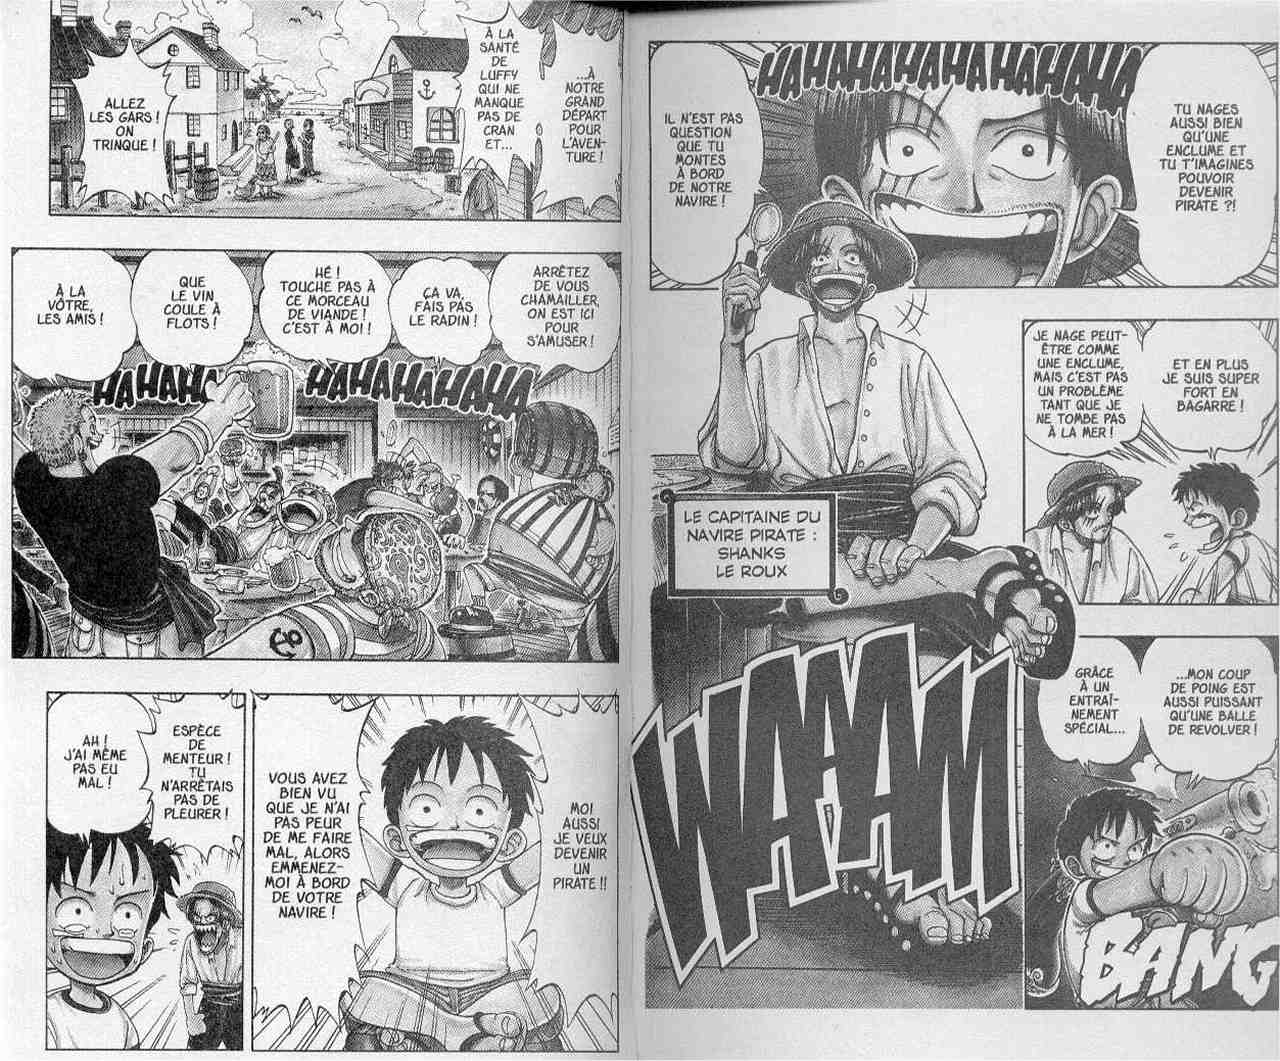 ALLEZ
LES GARS !
ON
TRINQUE !
À LA
SANTÉ
DE
LUFFY
QUI NE
MANQUE
PAS DE
CRAN
ET...
...À
NOTRE
GRAND
DÉPART
POUR
L'AVEN-
TURE !
À LA
VÔTRE,
LES AMIS !
QUE
LE VIN
COULE À
FLOTS !
HÉ !
TOUCHE PAS À
CE MORCEAU
DE VIANDE !
C'EST À MOI !
ÇA VA,
FAIS PAS
LE RADIN !
ARRÊTEZ
DE VOUS
CHAMAILLER,
ON EST ICI
POUR
S'AMUSER !
HAHAHA
HAHAHAHAHA
AH !
J'AI MÊME
PAS EU
MAL !
ESPÈCE
DE
MENTEUR !
TU
N'ARRÊTAIS
PAS DE
PLEURER !
VOUS AVEZ
BIEN VU
QUE JE N'AI
PAS PEUR
DE ME FAIRE
MAL, ALORS
EMMENEZ-
MOI À BORD
DE VOTRE
NAVIRE !
MOI
AUSSI
JE VEUX
DEVENIR
UN
PIRATE !!
HAHAHAHAHAHAHAHA
IL N'EST PAS
QUESTION
QUE TU
MONTES
À BORD
DE NOTRE
NAVIRE !
TU NAGES
AUSSI BIEN
QU'UNE
ENCLUME ET
TU T'IMAGINES
POUVOIR
DEVENIR
PIRATE ?!
LE CAPITAINE DU
NAVIRE PIRATE :
SHANKS
LE ROUX
JE NAGE PEUT-
ÊTRE COMME
UNE ENCLUME,
MAIS C'EST PAS
UN PROBLÈME
TANT QUE JE
NE TOMBE PAS
À LA MER !
ET EN PLUS
JE SUIS SUPER
FORT EN
BAGARRE !
WAAAAM
GRÂCE
À UN
ENTRAÎ-
NEMENT
SPÉCIAL...
...MON COUP
DE POING EST
AUSSI PUISSANT
QU'UNE BALLE
DE REVOLVER !
BANG